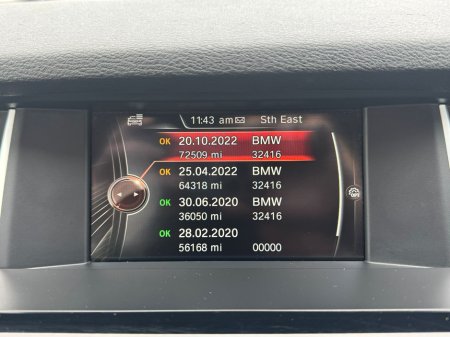 11:43 am Sth East
OK 20.10.2022 BMW
72509 mi 32416
OK 25.04.2022 BMW
64318 mi 32416
OK 30.06.2020 BMW
36050 mi 32416
OK 28.02.2020
56168 mi 00000